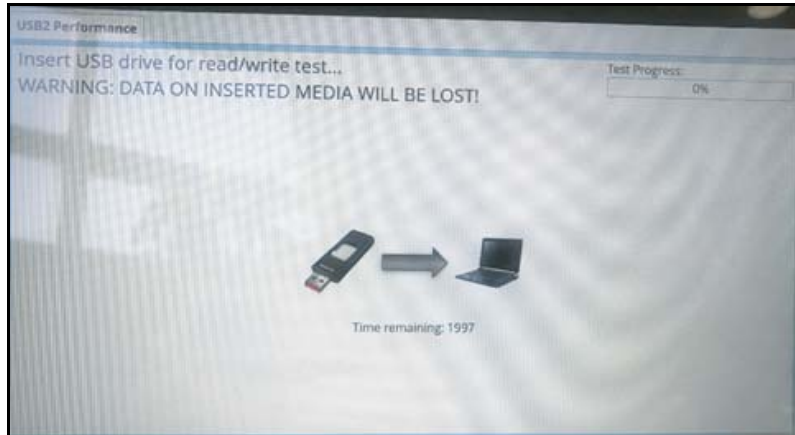 USB2 Performance
Insert USB drive for read/write test...
WARNING: DATA ON INSERTED MEDIA WILL BE LOST!
Test Progress:
0%
Time remaining: 1997